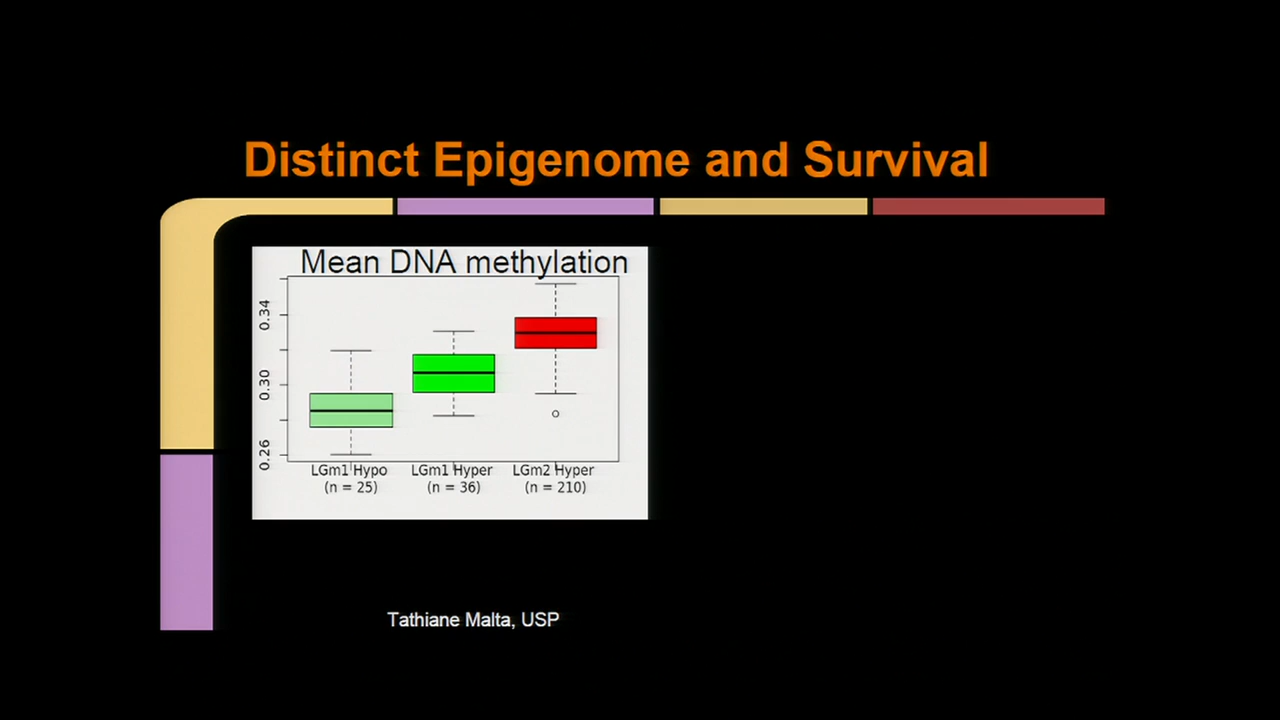 Distinct Epigenome and Survival
Mean DNA methylation
0.34
0.30
0.26
LGm1 Hypo LGm1 Hyper LGm2 Hyper
(n = 25) (n = 36) (n = 210)
Tathiane Malta, USP